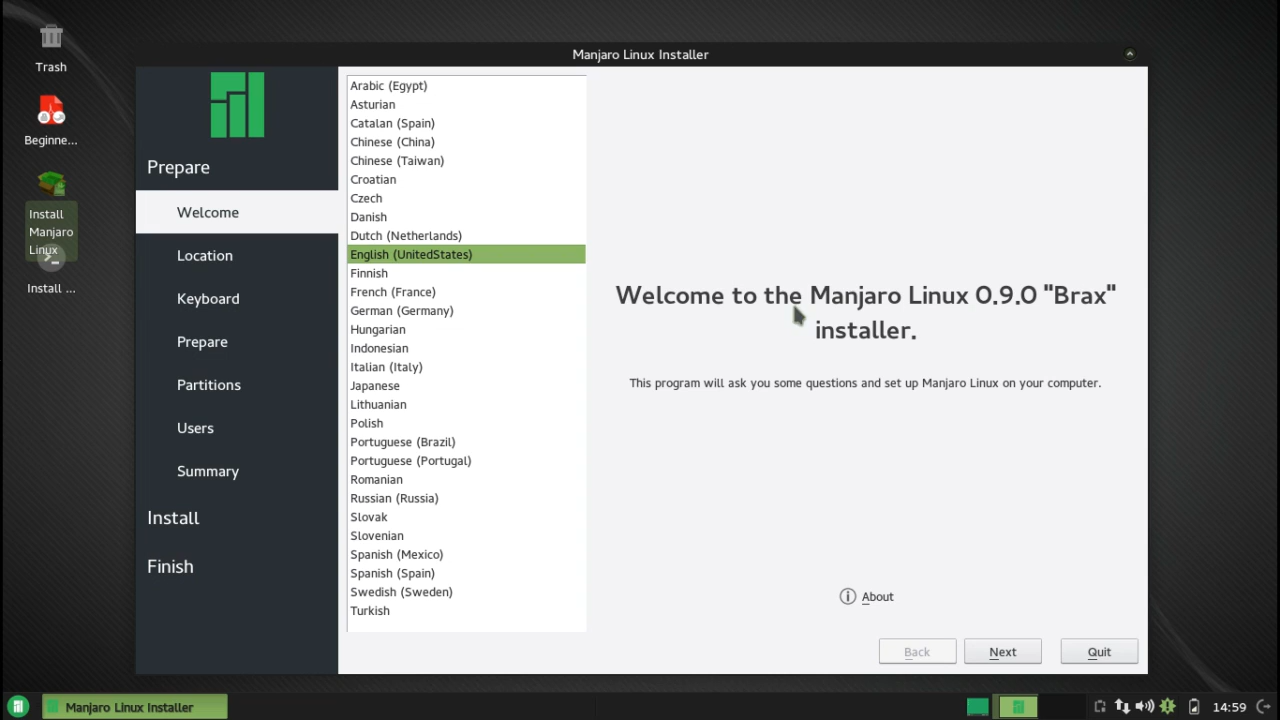 Manjaro Linux Installer
Trash
Beginne...
Install
Manjaro
Linux
Install ...
Prepare
Welcome
Location
Keyboard
Prepare
Partitions
Users
Summary
Install
Finish
Arabic (Egypt)
Asturian
Catalan (Spain)
Chinese (China)
Chinese (Taiwan)
Croatian
Czech
Danish
Dutch (Netherlands)
English (UnitedStates)
Finnish
French (France)
German (Germany)
Hungarian
Indonesian
Italian (Italy)
Japanese
Lithuanian
Polish
Portuguese (Brazil)
Portuguese (Portugal)
Romanian
Russian (Russia)
Slovak
Slovenian
Spanish (Mexico)
Spanish (Spain)
Swedish (Sweden)
Turkish
Welcome to the Manjaro Linux 0.9.0 "Brax"
installer.
This program will ask you some questions and set up Manjaro Linux on your computer.
About
Back
Next
Quit
Manjaro Linux Installer
14:59